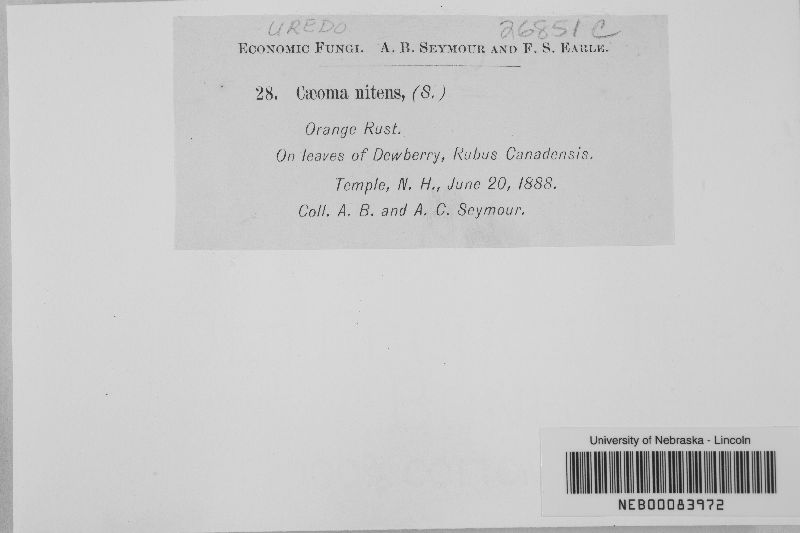 UREDO 26851 C
ECONOMIC FUNGI. A. B. SEYMOUR AND F. S. EARLE.
28. Cæoma nitens, (S.)
Orange Rust.
On leaves of Dewberry, Rubus Canadensis.
Temple, N. H., June 20, 1888.
Coll. A. B. and A. C. Seymour.
University of Nebraska - Lincoln
NEB00083972